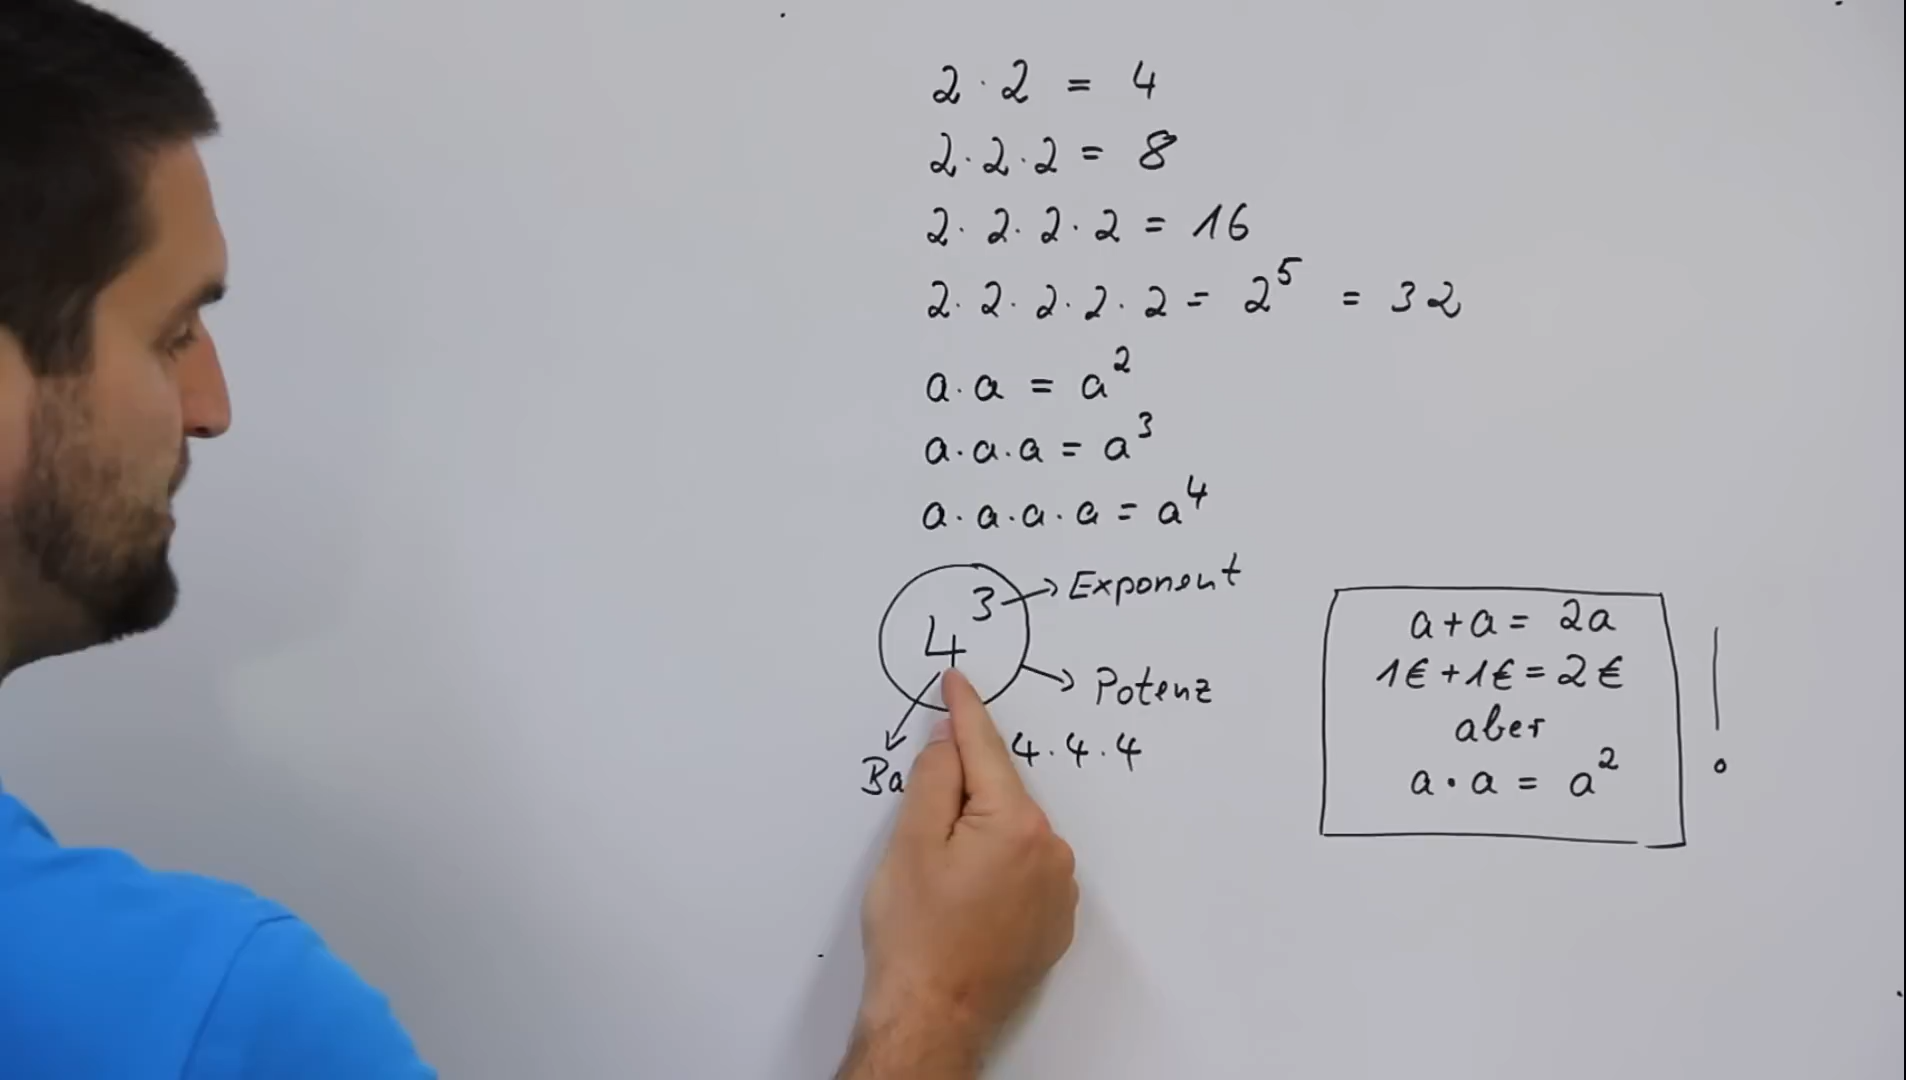 2 · 2 = 4
2 · 2 · 2 = 8
2 · 2 · 2 · 2 = 16
2 · 2 · 2 · 2 · 2 = 2⁵ = 32
a · a = a²
a · a · a = a³
a · a · a · a = a⁴
4³
Exponent
Potenz
4 · 4 · 4
a + a = 2a
1€ + 1€ = 2€
aber
a · a = a²
!